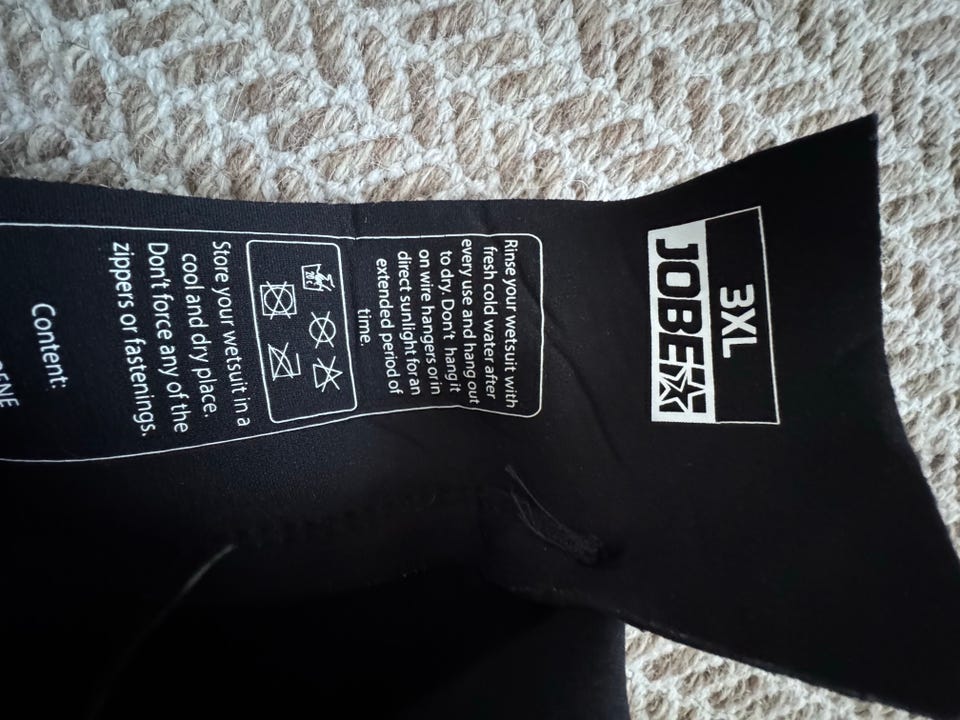 3XL
JOBE
Rinse your wetsuit with
fresh cold water after
every use and hang out
to dry. Don't hang it
on wire hangers or in
direct sunlight for an
extended period of
time.
Store your wetsuit in a
cool and dry place.
Don't force any of the
zippers or fastenings.
Content: